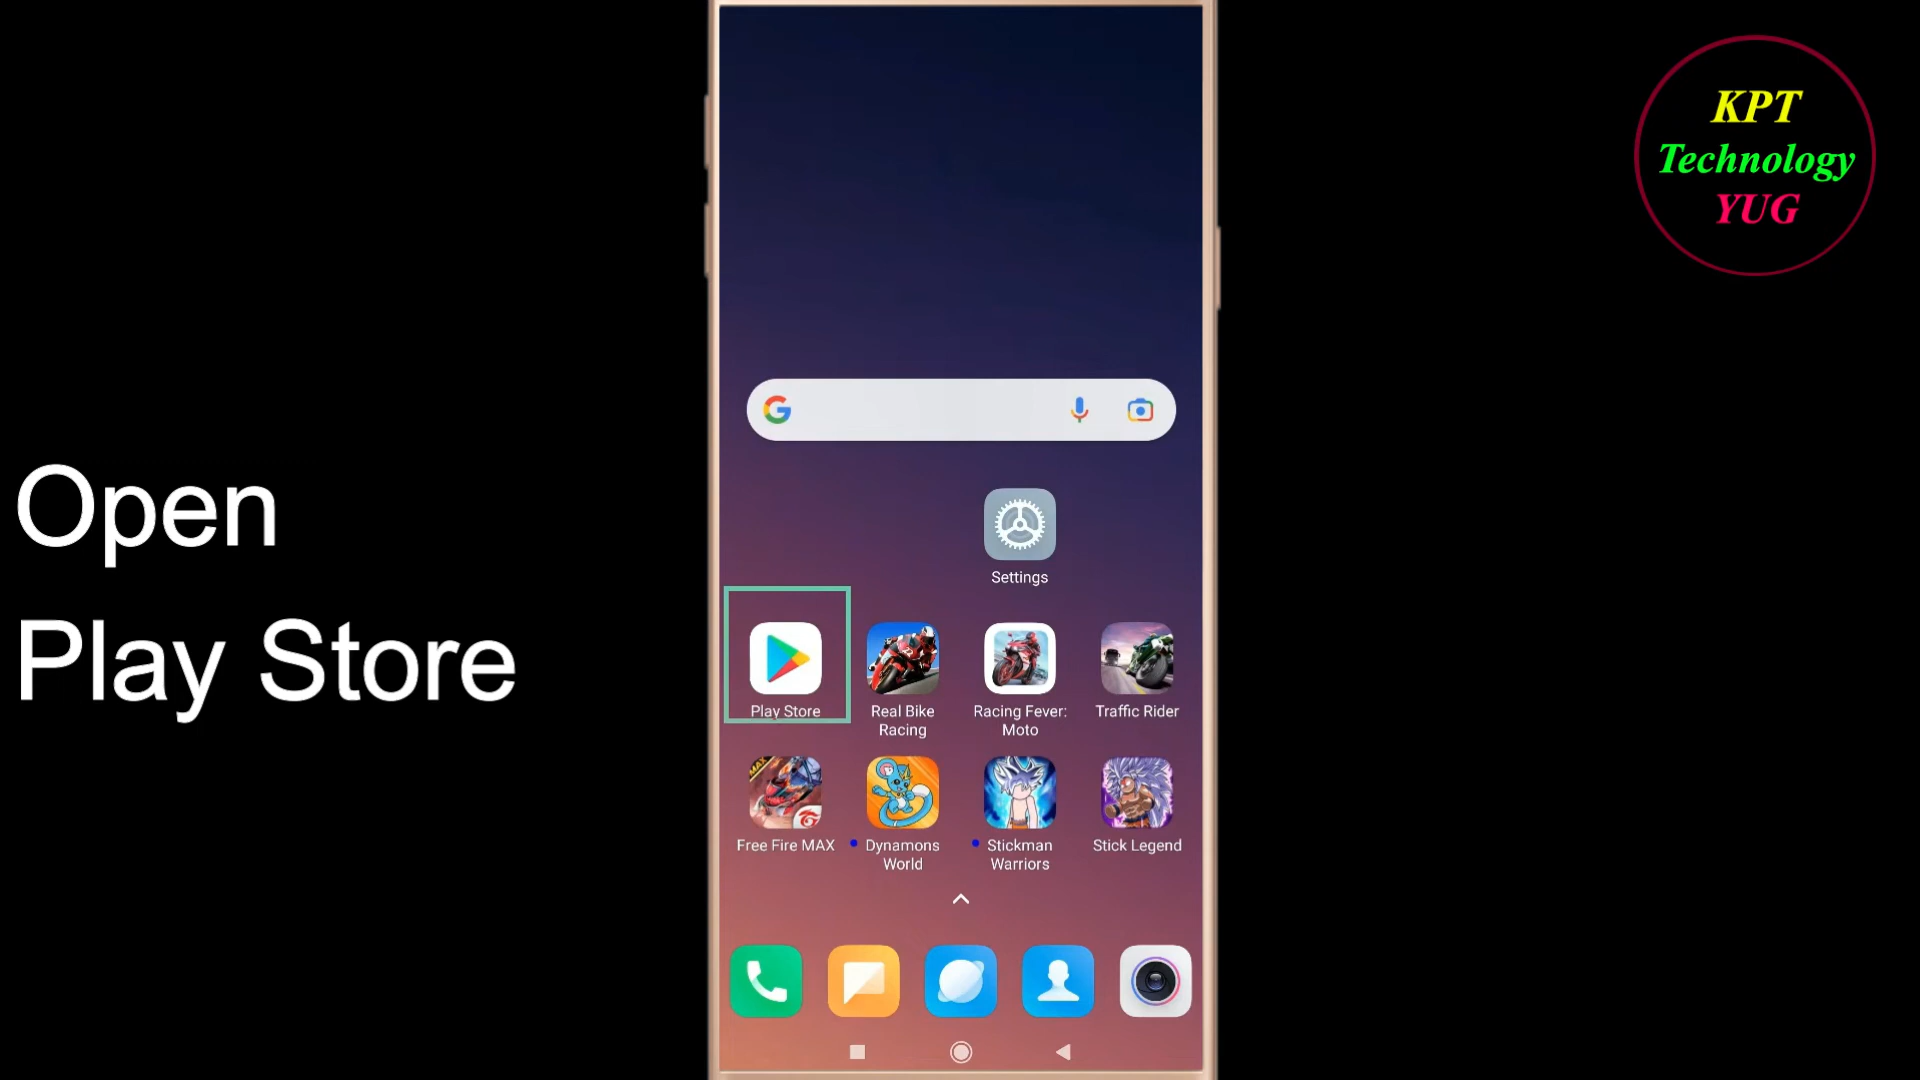 KPT
Technology
YUG
Open
Play Store
Settings
Play Store
Real Bike
Racing
Racing Fever:
Moto
Traffic Rider
MAX
Free Fire MAX
Dynamons
World
Stickman
Warriors
Stick Legend